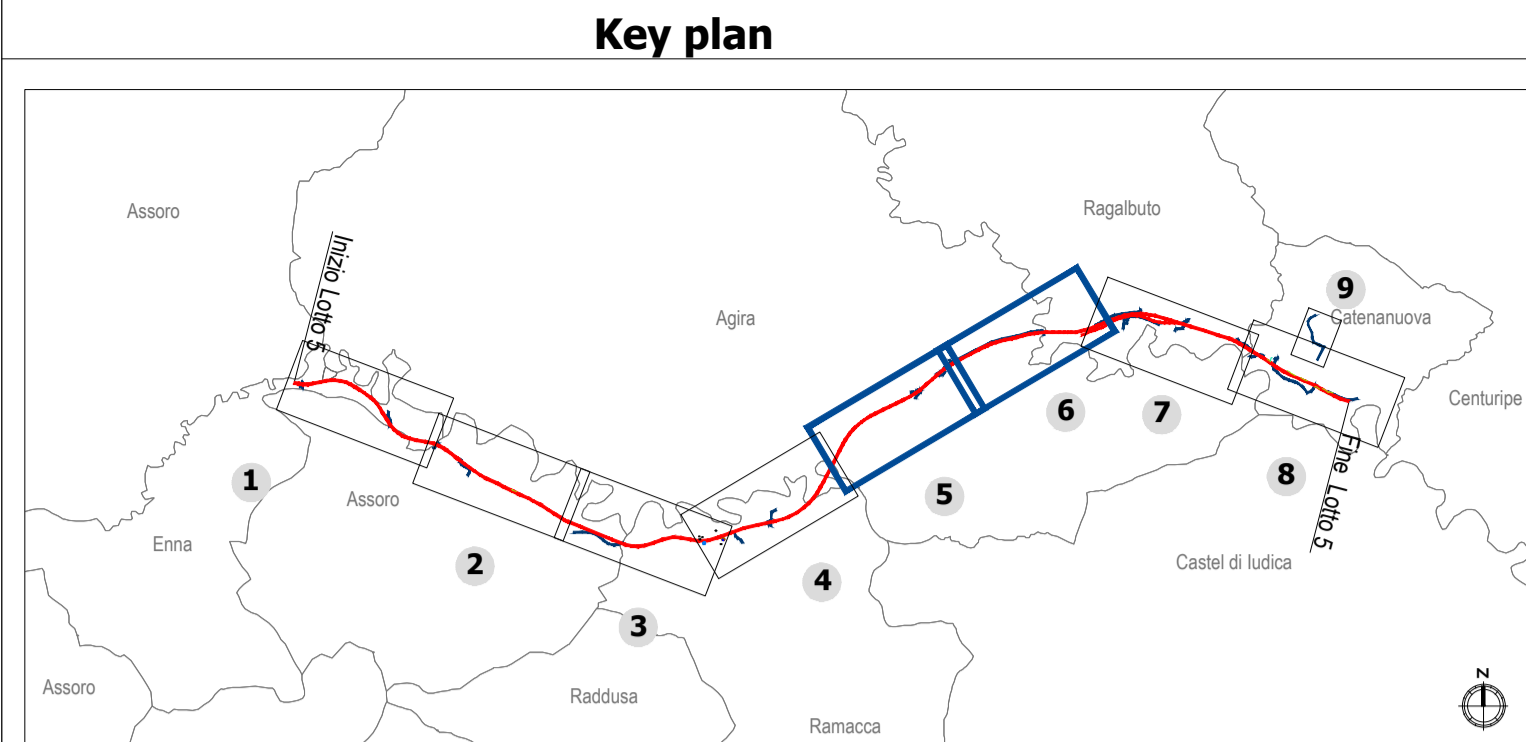 Key plan
Assoro
Ragalbuto
Inizio Lotto 5
Agira
9
Catenanuova
Centuripe
6
7
1
Assoro
5
8
Fine Lotto 5
Enna
2
4
Castel di Iudica
3
Assoro
Raddusa
Ramacca
N